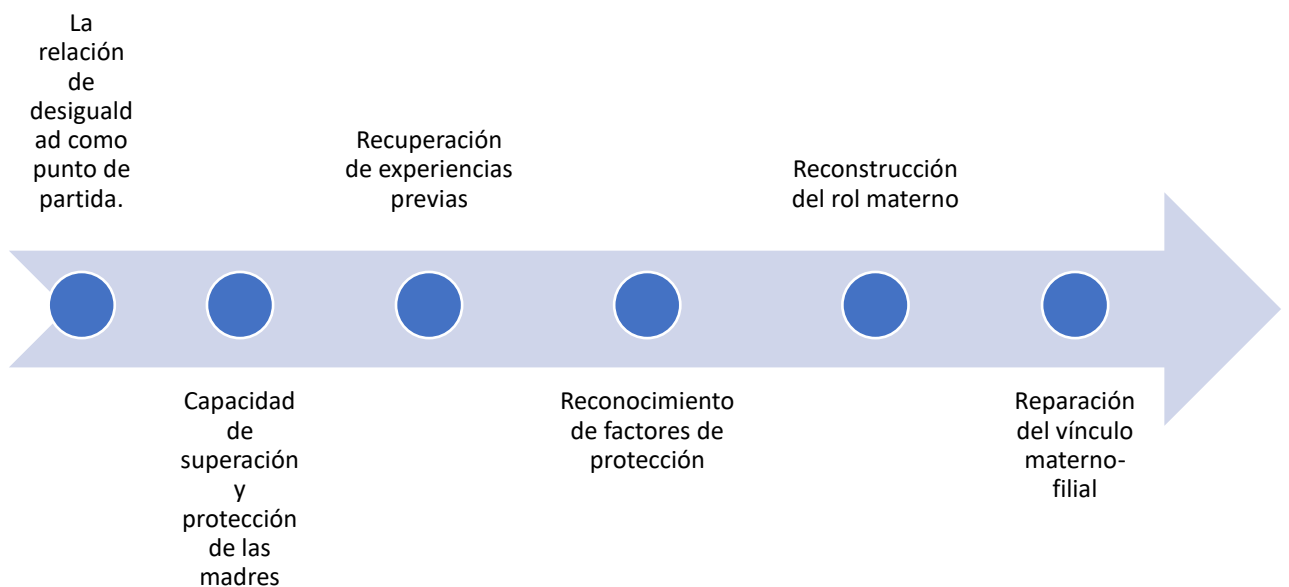 La
relación
de
desiguald
ad como
punto de
partida.
Capacidad
de
superación
y
protección
de las
madres
Recuperación
de experiencias
previas
Reconocimiento
de factores de
protección
Reconstrucción
del rol materno
Reparación
del vínculo
materno-
filial